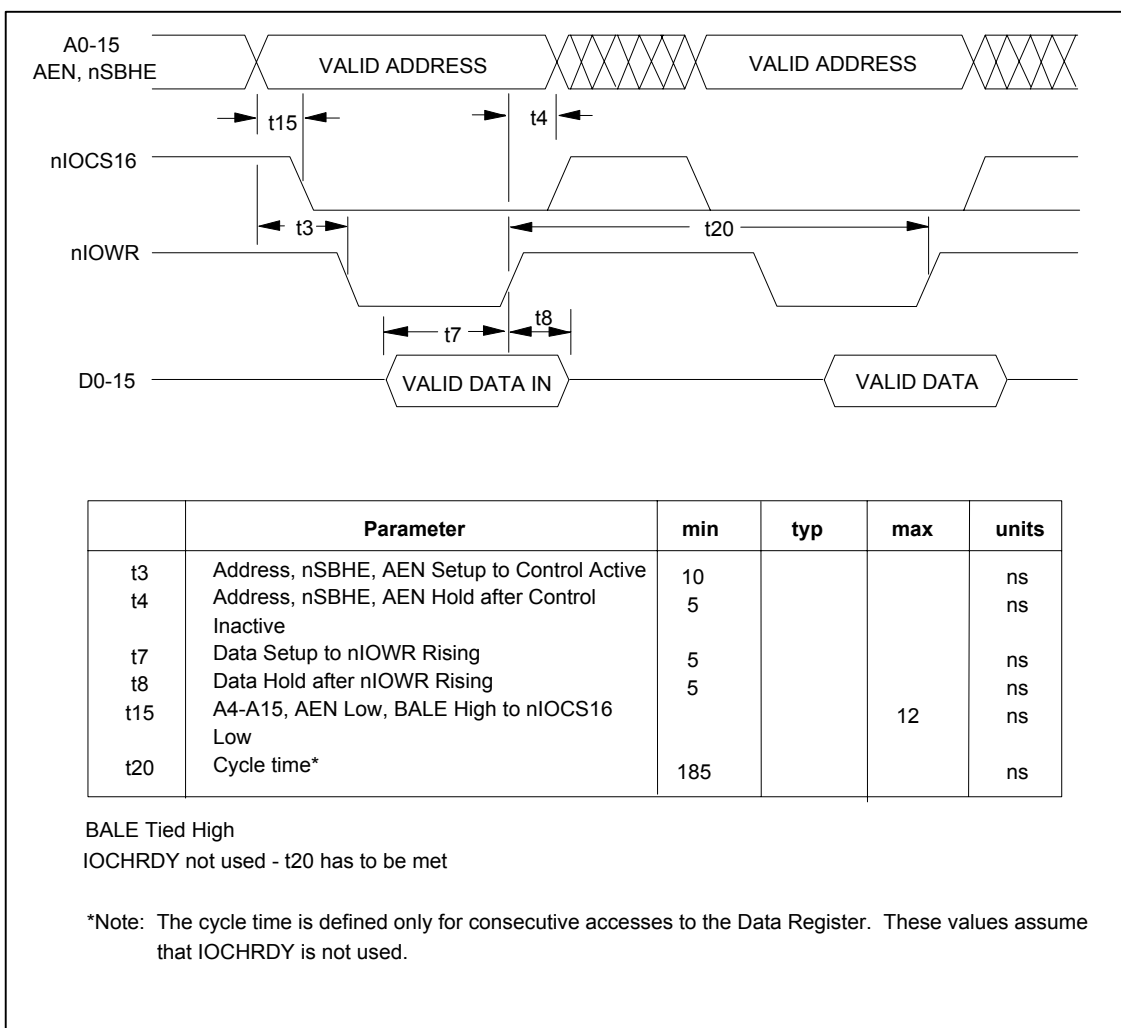 A0-15
AEN, nSBHE
VALID ADDRESS
VALID ADDRESS
t15
t4
nIOCS16
t3
t20
nIOWR
t7
t8
D0-15
VALID DATA IN
VALID DATA
Parameter min typ max units
t3 Address, nSBHE, AEN Setup to Control Active 10 ns
t4 Address, nSBHE, AEN Hold after Control 5 ns
Inactive
t7 Data Setup to nIOWR Rising 5 ns
t8 Data Hold after nIOWR Rising 5 ns
t15 A4-A15, AEN Low, BALE High to nIOCS16 12 ns
Low
t20 Cycle time* 185 ns
BALE Tied High
IOCHRDY not used - t20 has to be met
*Note: The cycle time is defined only for consecutive accesses to the Data Register. These values assume
that IOCHRDY is not used.